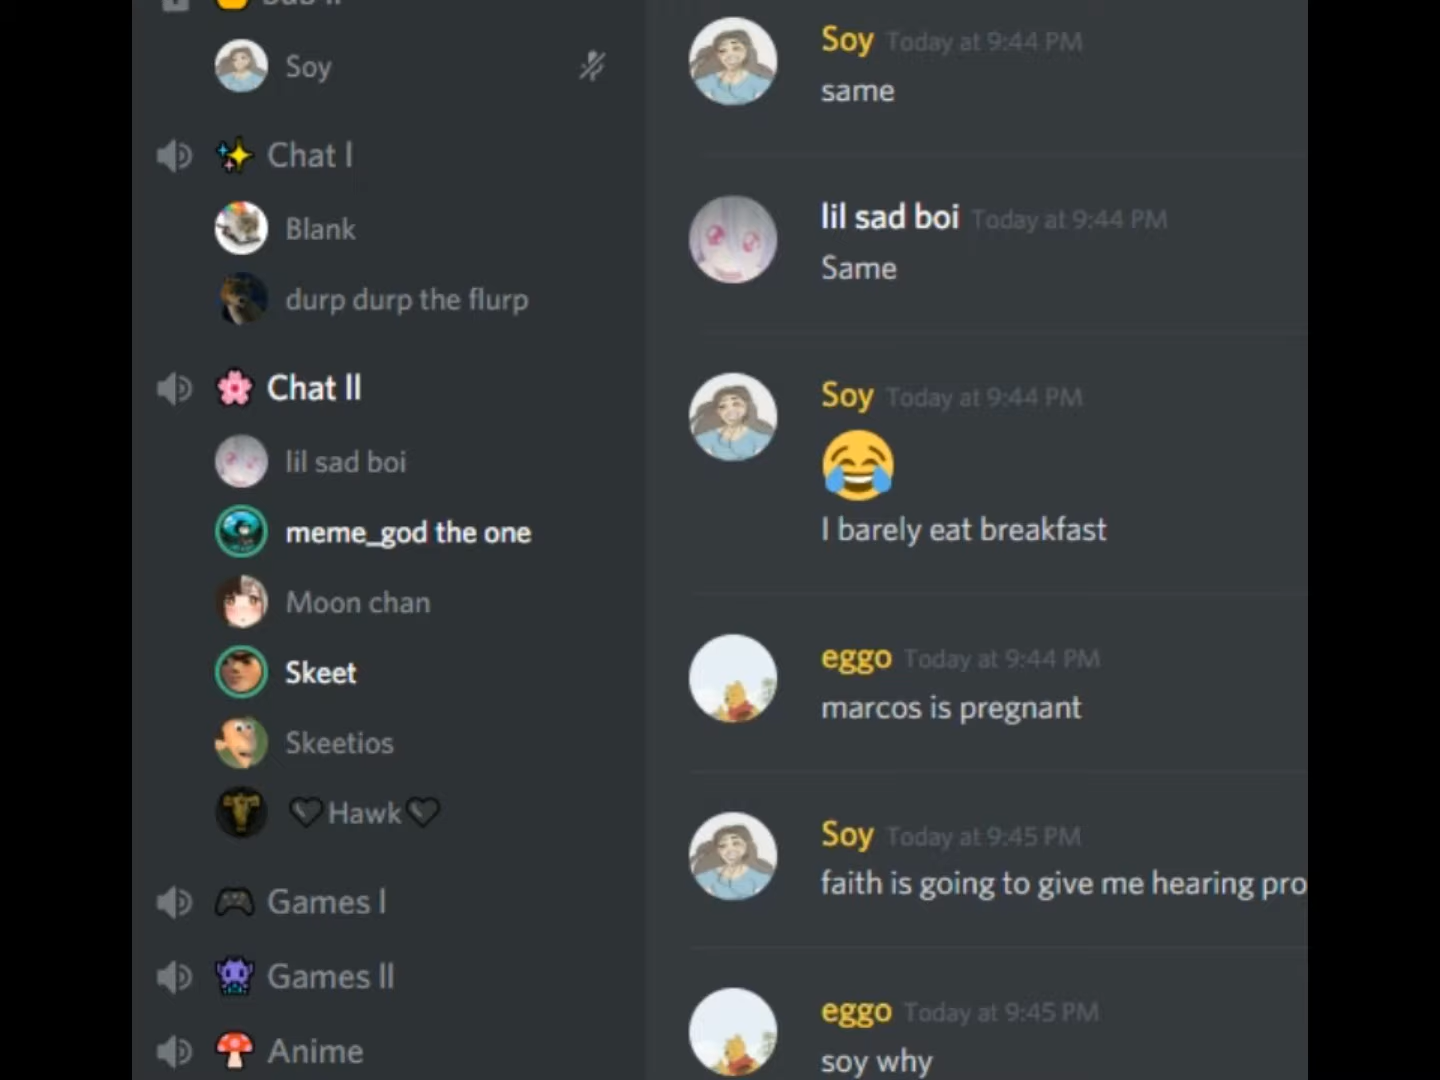 Sub II
Soy
Chat I
Blank
durp durp the flurp
Chat II
lil sad boi
meme_god the one
Moon chan
Skeet
Skeetios
🖤Hawk🖤
Games I
Games II
Anime
Soy Today at 9:44 PM
same
lil sad boi Today at 9:44 PM
Same
Soy Today at 9:44 PM
😂
I barely eat breakfast
eggo Today at 9:44 PM
marcos is pregnant
Soy Today at 9:45 PM
faith is going to give me hearing pro
eggo Today at 9:45 PM
soy why